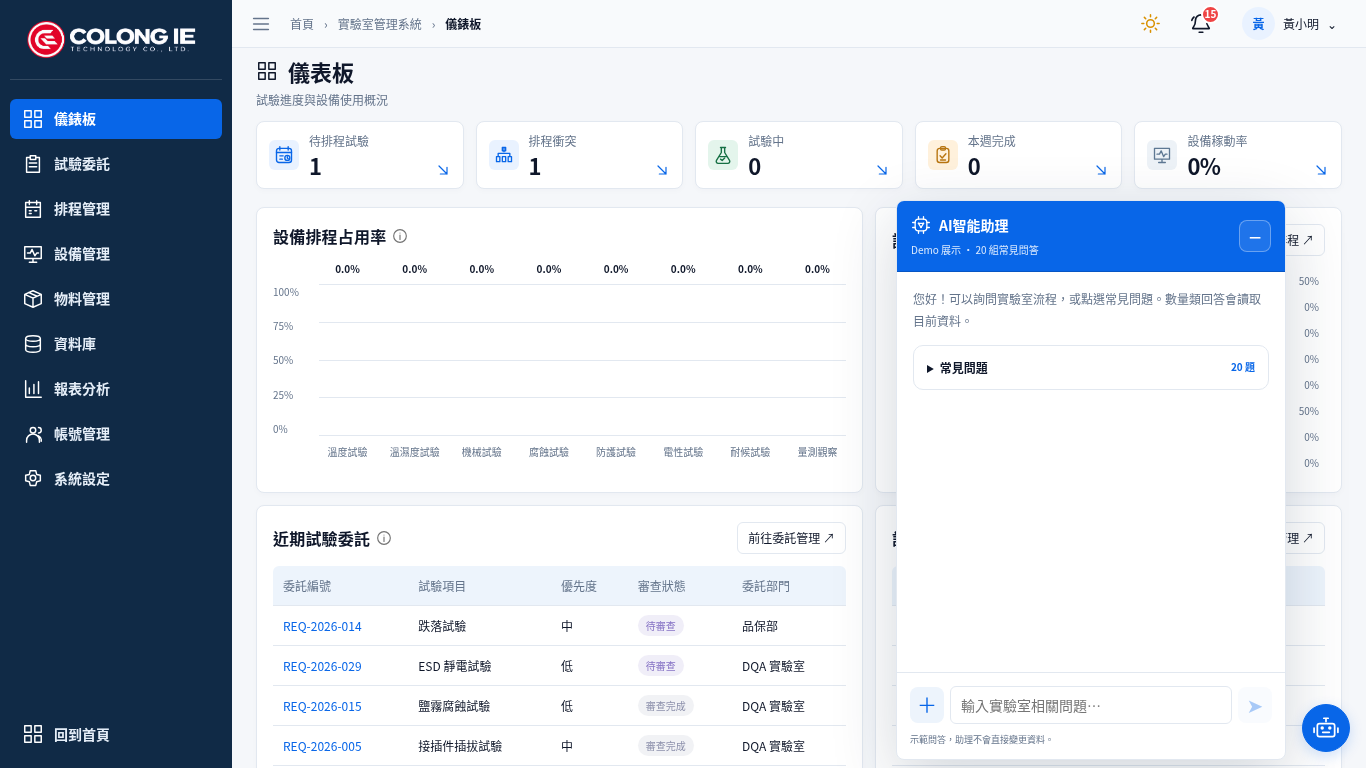 COLONG IE
TECHNOLOGY CO., LTD.
儀錶板
試驗委託
排程管理
設備管理
物料管理
資料庫
報表分析
帳號管理
系統設定
回到首頁
首頁 › 實驗室管理系統 › 儀錶板
15
黃 黃小明
儀表板
試驗進度與設備使用概況
待排程試驗
1
排程衝突
1
試驗中
0
本週完成
0
設備稼動率
0%
設備排程占用率
0.0% 0.0% 0.0% 0.0% 0.0% 0.0% 0.0% 0.0%
100%
75%
50%
25%
0%
溫度試驗 溫濕度試驗 機械試驗 腐蝕試驗 防護試驗 電性試驗 耐候試驗 量測觀察
程 ↗
50%
0%
0%
0%
0%
50%
0%
0%
近期試驗委託
前往委託管理 ↗
委託編號 試驗項目 優先度 審查狀態 委託部門
REQ-2026-014 跌落試驗 中 待審查 品保部
REQ-2026-029 ESD 靜電試驗 低 待審查 DQA 實驗室
REQ-2026-015 鹽霧腐蝕試驗 低 審查完成 DQA 實驗室
REQ-2026-005 接插件插拔試驗 中 審查完成 DQA 實驗室
理 ↗
AI智能助理
Demo 展示 · 20 組常見問答
您好！可以詢問實驗室流程，或點選常見問題。數量類回答會讀取
目前資料。
▶ 常見問題 20 題
輸入實驗室相關問題…
示範問答，助理不會直接變更資料。